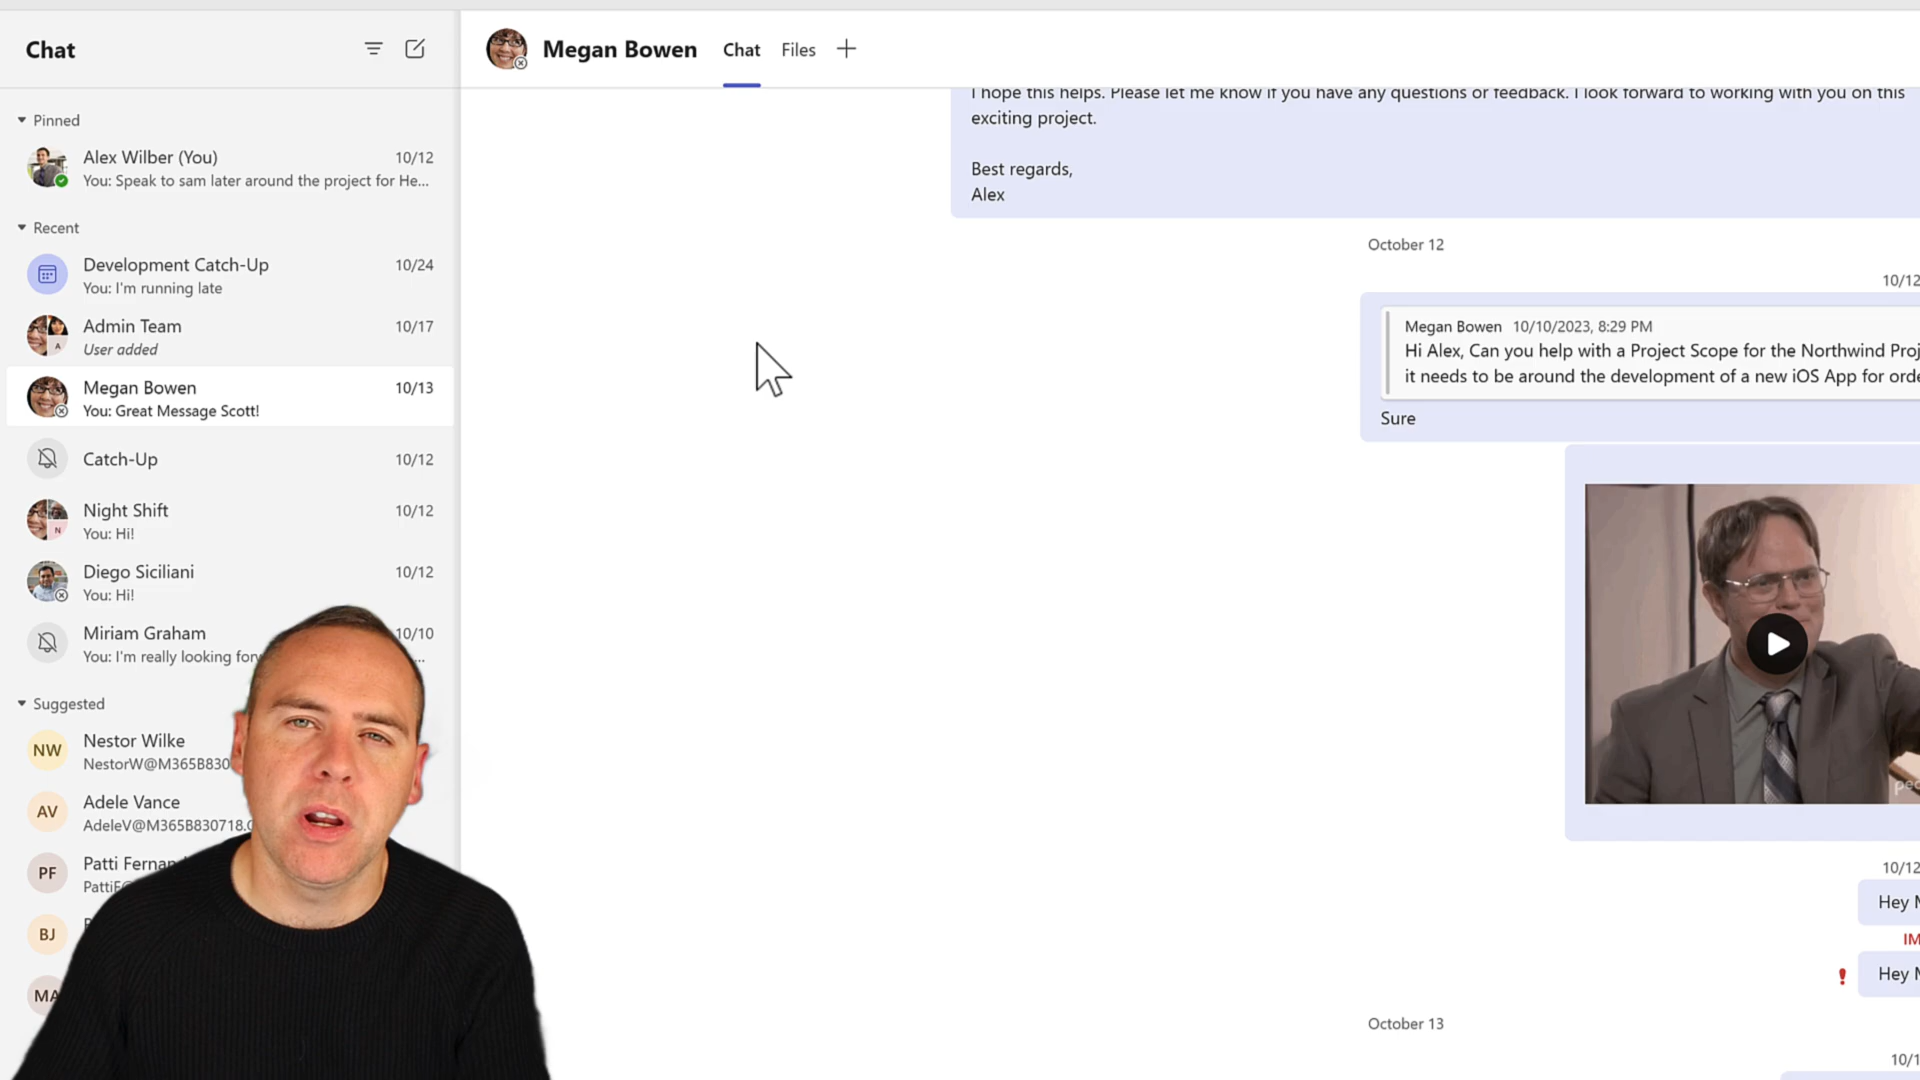 Chat
Megan Bowen
Chat
Files
Pinned
Alex Wilber (You)
10/12
You: Speak to sam later around the project for He...
Recent
Development Catch-Up
10/24
You: I'm running late
Admin Team
10/17
A
User added
Megan Bowen
10/13
You: Great Message Scott!
Catch-Up
10/12
Night Shift
10/12
N
You: Hi!
Diego Siciliani
10/12
You: Hi!
Miriam Graham
10/10
You: I'm really looking
...
Suggested
NW
Nestor Wilke
NestorW@M365B830
AV
Adele Vance
AdeleV@M365B830718.
PF
Patti
BJ
MA
I hope this helps. Please let me know if you have any questions or feedback. I look forward to working with you on this
exciting project.
Best regards,
Alex
October 12
10/12
Megan Bowen 10/10/2023, 8:29 PM
Hi Alex, Can you help with a Project Scope for the Northwind Proj
it needs to be around the development of a new iOS App for orde
Sure
10/12
Hey
IM
Hey
October 13
10/1